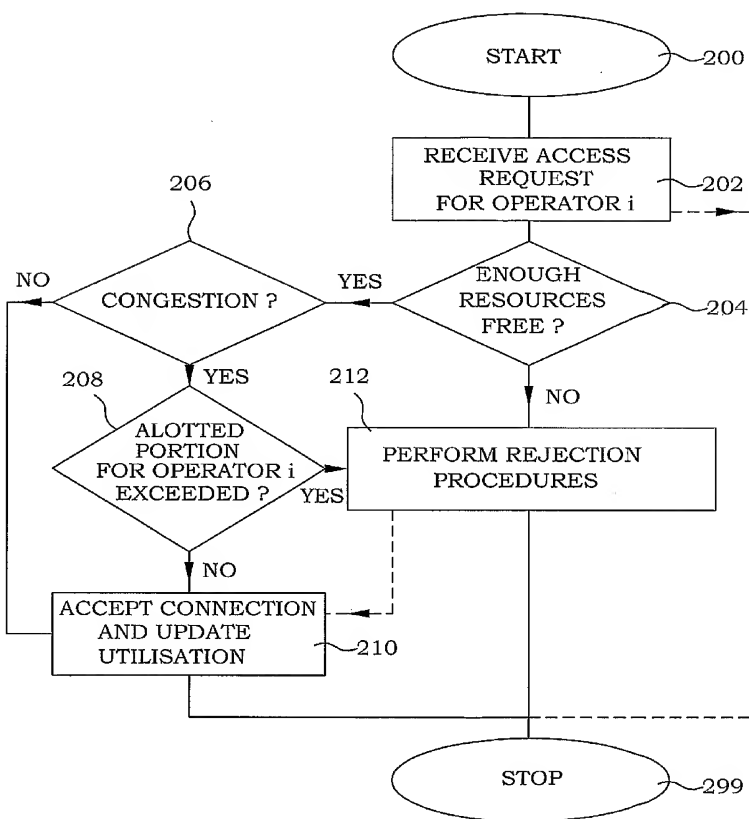 START
200
RECEIVE ACCESS
REQUEST
FOR OPERATOR i
202
206
NO
CONGESTION ?
YES
ENOUGH
RESOURCES
FREE ?
204
YES
208
212
NO
ALOTTED
PORTION
FOR OPERATOR i
EXCEEDED ?
YES
PERFORM REJECTION
PROCEDURES
NO
ACCEPT CONNECTION
AND UPDATE
UTILISATION
210
STOP
299